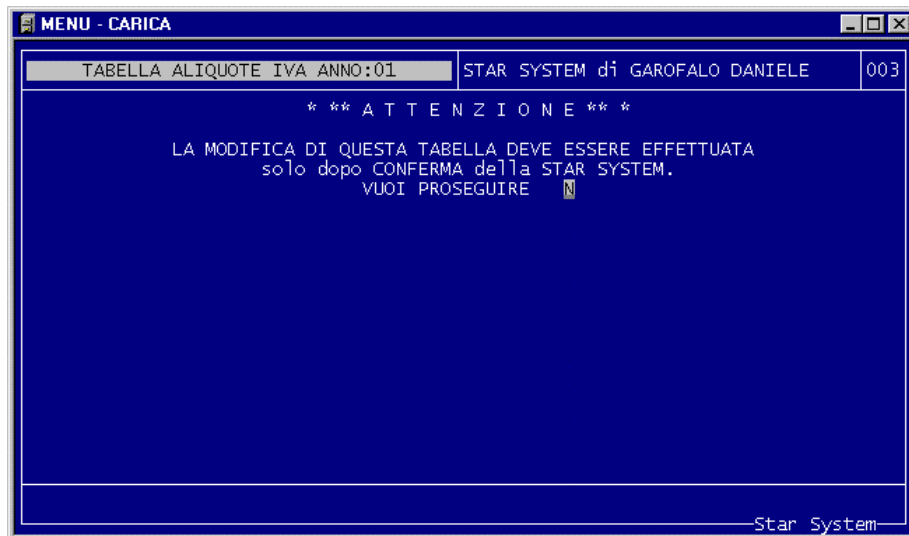 MENU - CARICA
TABELLA ALIQUOTE IVA ANNO:01 STAR SYSTEM di GAROFALO DANIELE 003
* ** A T T E N Z I O N E ** *
LA MODIFICA DI QUESTA TABELLA DEVE ESSERE EFFETTUATA
solo dopo CONFERMA della STAR SYSTEM.
VUOI PROSEGUIRE N
Star System